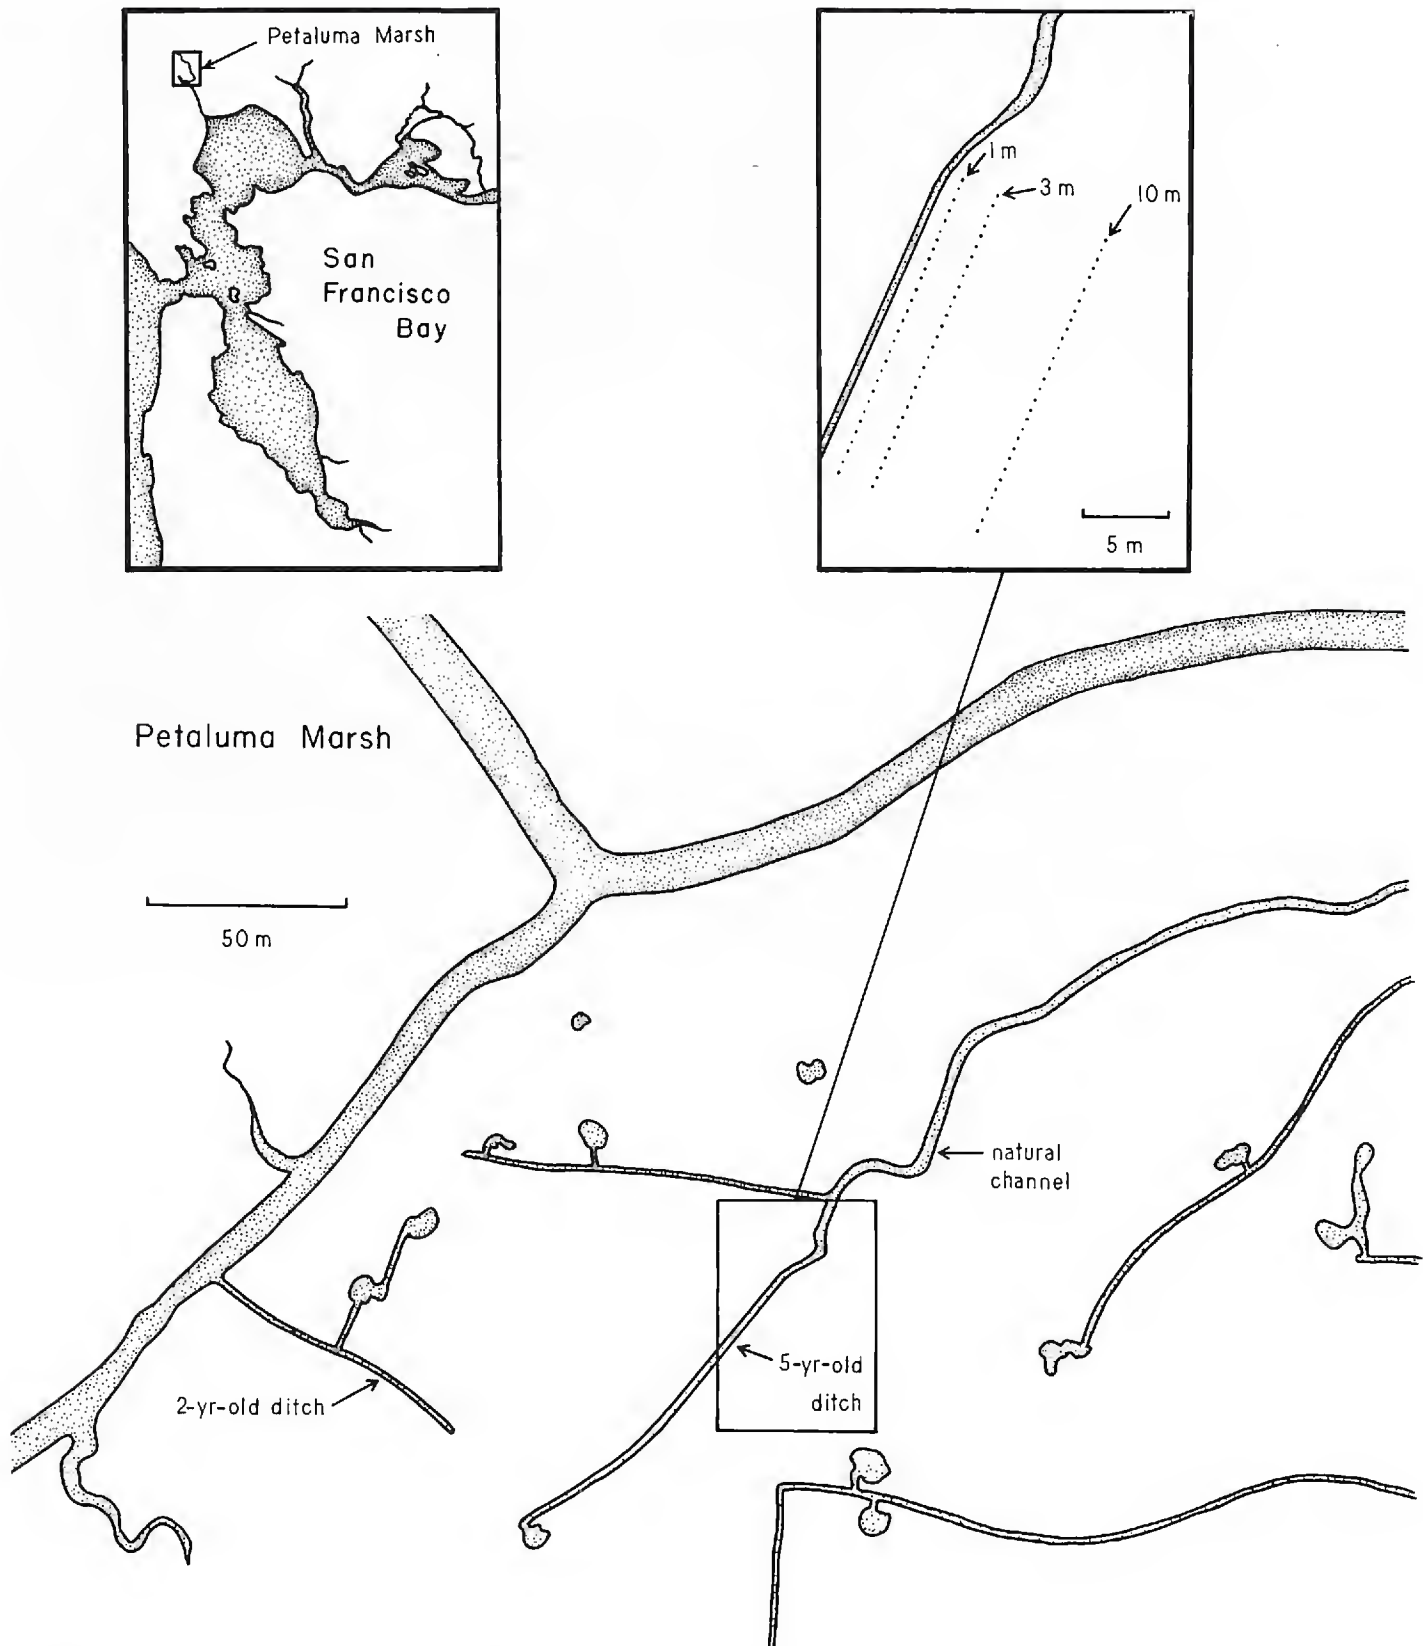 Petaluma Marsh
San
Francisco
Bay
1 m
3 m
10 m
5 m
Petaluma Marsh
50 m
natural
channel
5-yr-old
ditch
2-yr-old ditch